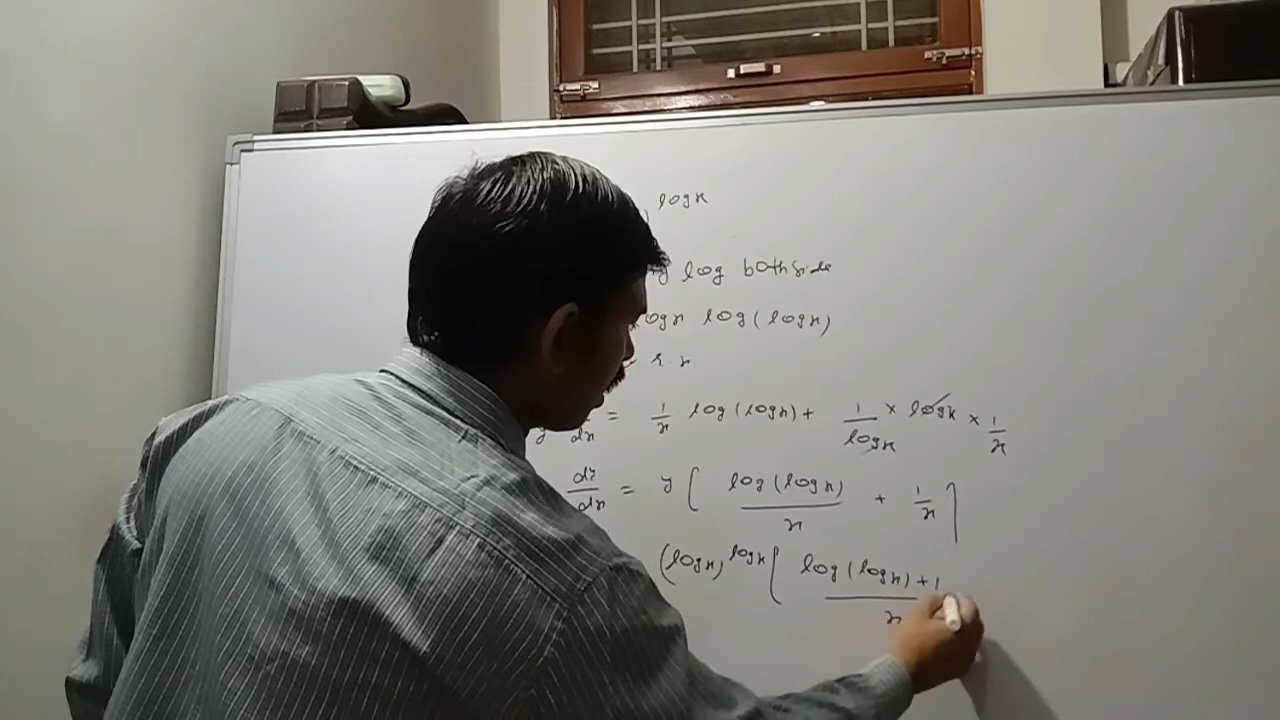 ) log x
g log both side
log x log (log x)
r. x
y dx = 1/x log (log x) + 1/log x × log x × 1/x
dy/dx = y [ log (log x)/x + 1/x ]
(log x)^log x [ log (log x) + 1/x